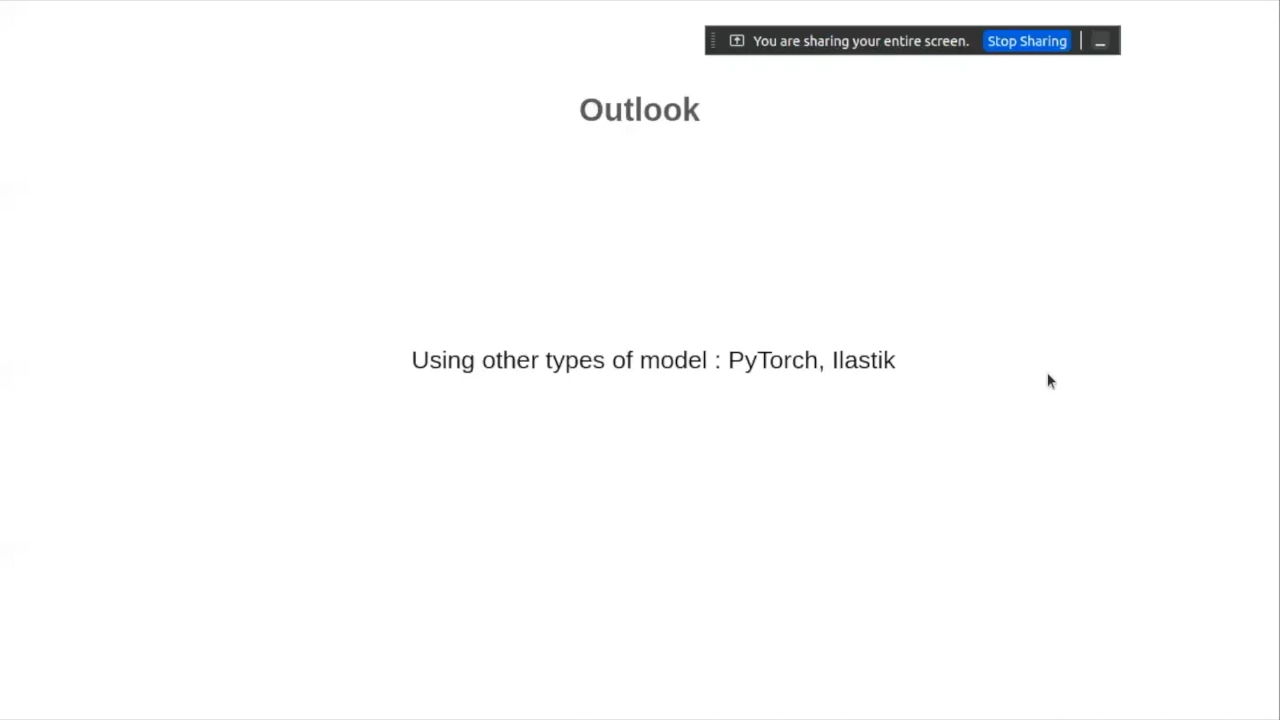 You are sharing your entire screen. Stop Sharing
Outlook
Using other types of model : PyTorch, Ilastik